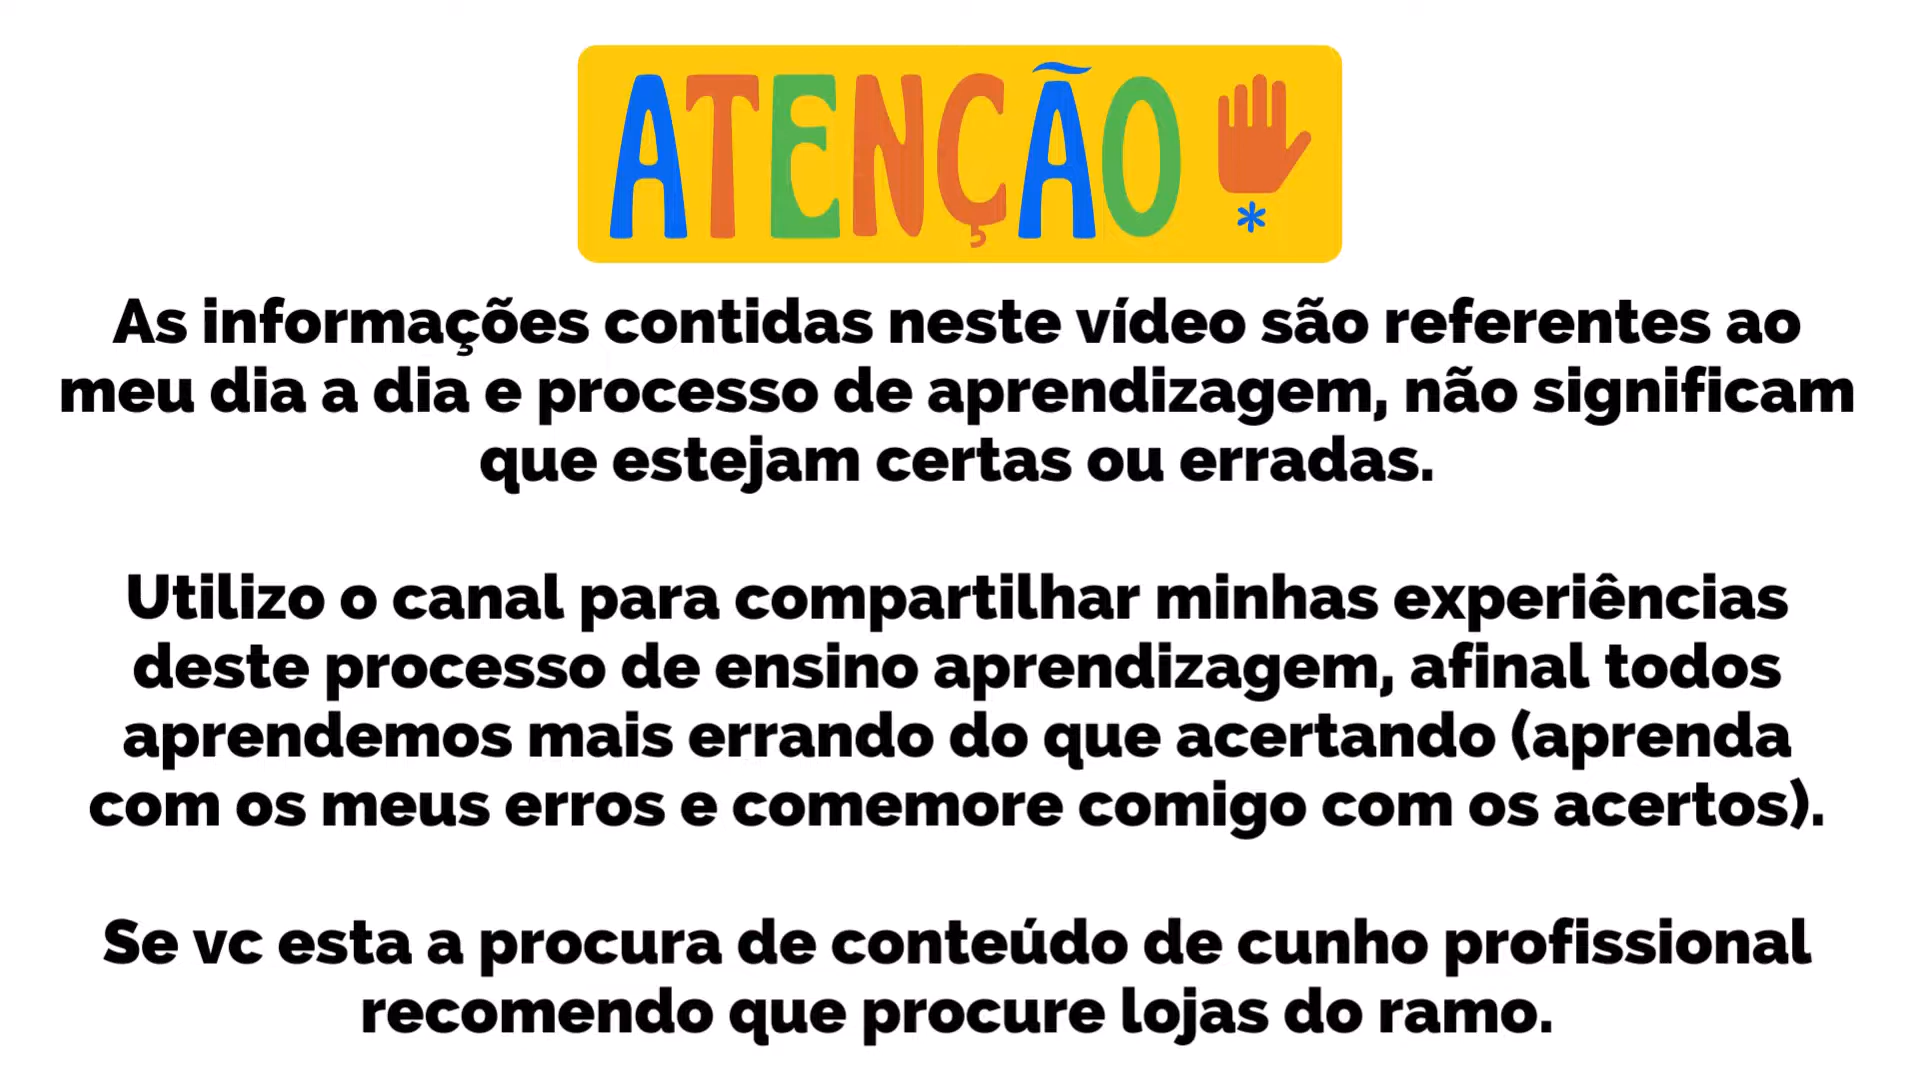 ATENÇÃO
As informações contidas neste vídeo são referentes ao
meu dia a dia e processo de aprendizagem, não significam
que estejam certas ou erradas.
Utilizo o canal para compartilhar minhas experiências
deste processo de ensino aprendizagem, afinal todos
aprendemos mais errando do que acertando (aprenda
com os meus erros e comemore comigo com os acertos).
Se vc esta a procura de conteúdo de cunho profissional
recomendo que procure lojas do ramo.